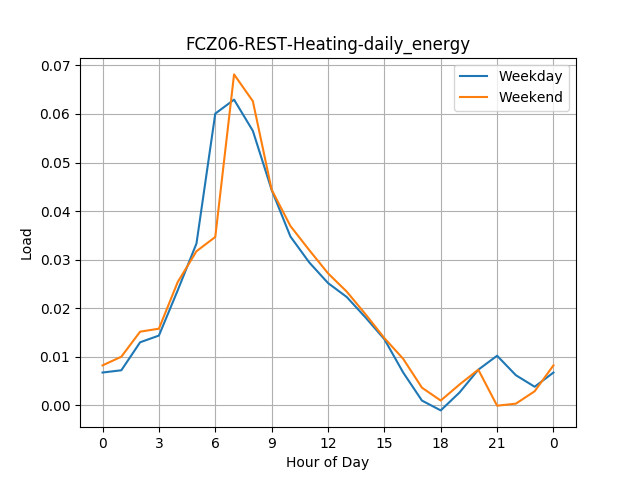 FCZ06-REST-Heating-daily_energy
0.07
0.06
0.05
0.04
0.03
0.02
0.01
0.00
Load
Weekday
Weekend
0 3 6 9 12 15 18 21 0
Hour of Day